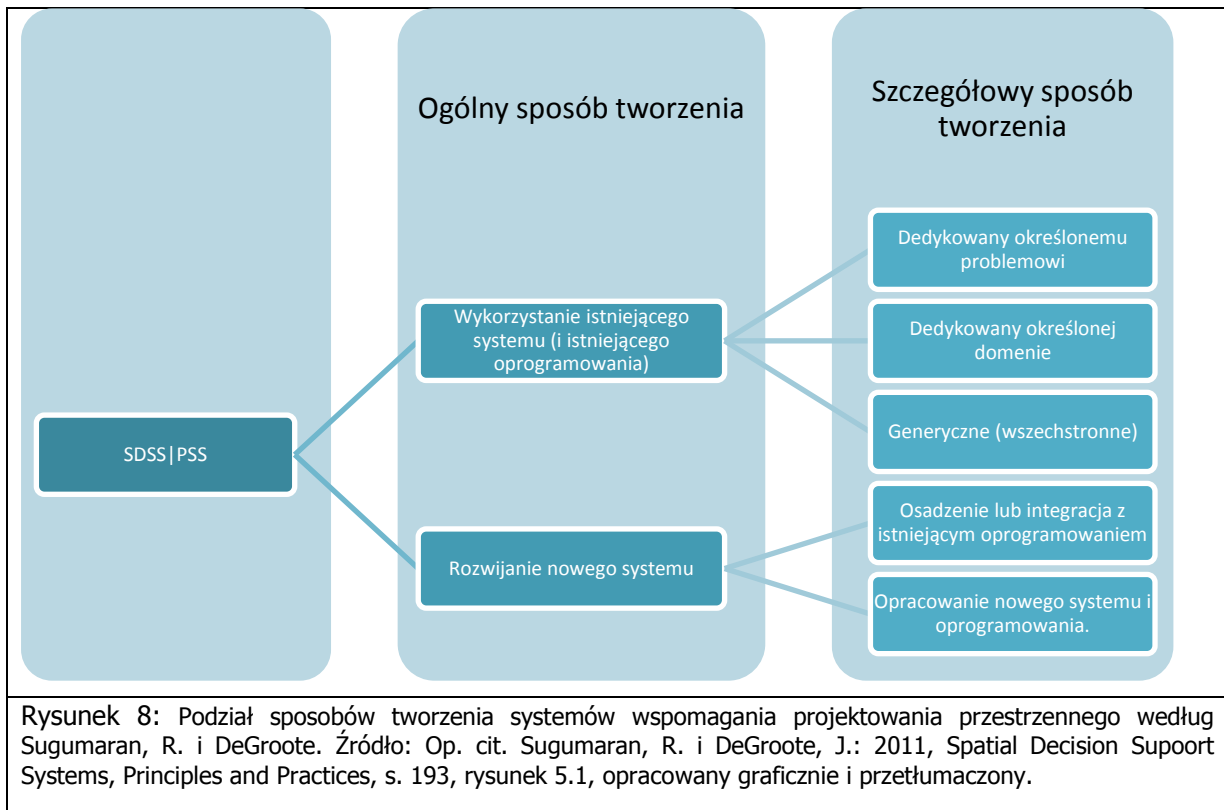 Ogólny sposób tworzenia
Szczegółowy sposób
tworzenia
SDSS|PSS
Wykorzystanie istniejącego
systemu (i istniejącego
oprogramowania)
Rozwijanie nowego systemu
Dedykowany określonemu
problemowi
Dedykowany określonej
domenie
Generyczne (wszechstronne)
Osadzenie lub integracja z
istniejącym oprogramowaniem
Opracowanie nowego systemu i
oprogramowania.
Rysunek 8: Podział sposobów tworzenia systemów wspomagania projektowania przestrzennego według
Sugumaran, R. i DeGroote. Źródło: Op. cit. Sugumaran, R. i DeGroote, J.: 2011, Spatial Decision Supoort
Systems, Principles and Practices, s. 193, rysunek 5.1, opracowany graficznie i przetłumaczony.